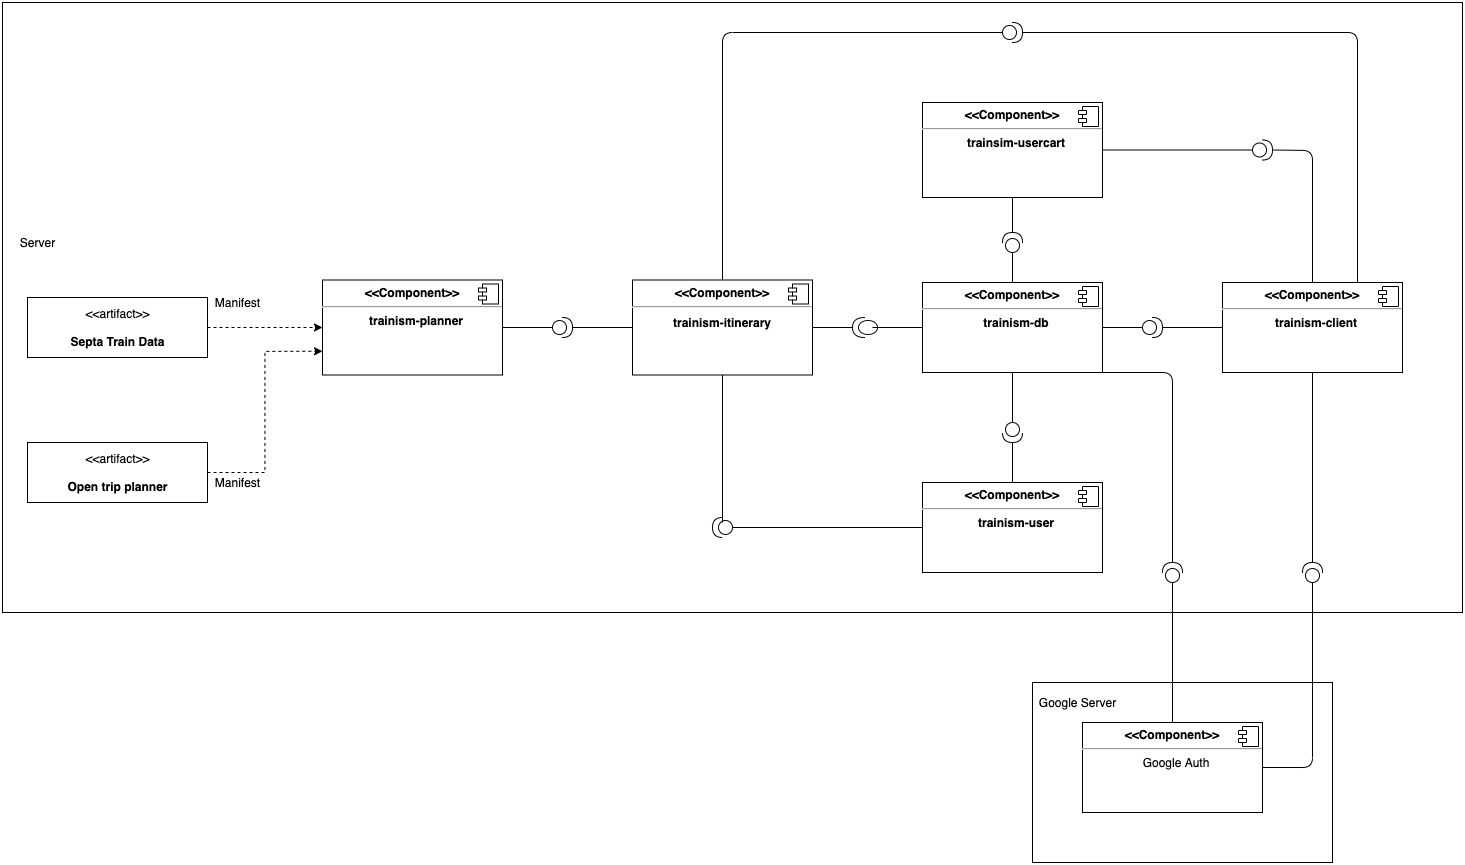 <<Component>>
trainsim-usercart
Server
<<artifact>>
Septa Train Data
Manifest
<<Component>>
trainism-planner
<<Component>>
trainism-itinerary
<<Component>>
trainism-db
<<Component>>
trainism-client
<<artifact>>
Open trip planner
Manifest
<<Component>>
trainism-user
Google Server
<<Component>>
Google Auth